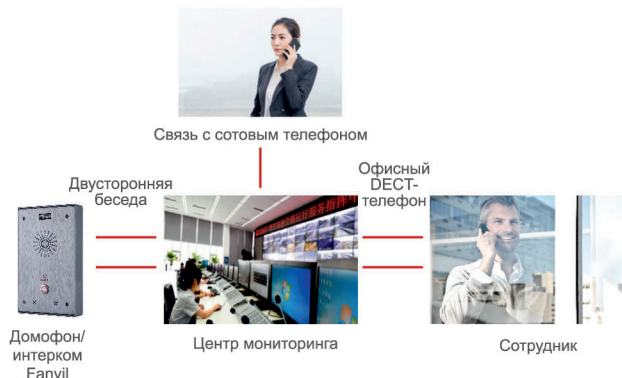 Связь с сотовым телефоном
Двусторонняя
беседа
Офисный
DECT-
телефон
Домофон/
интерком
Fanvil
Центр мониторинга
Сотрудник